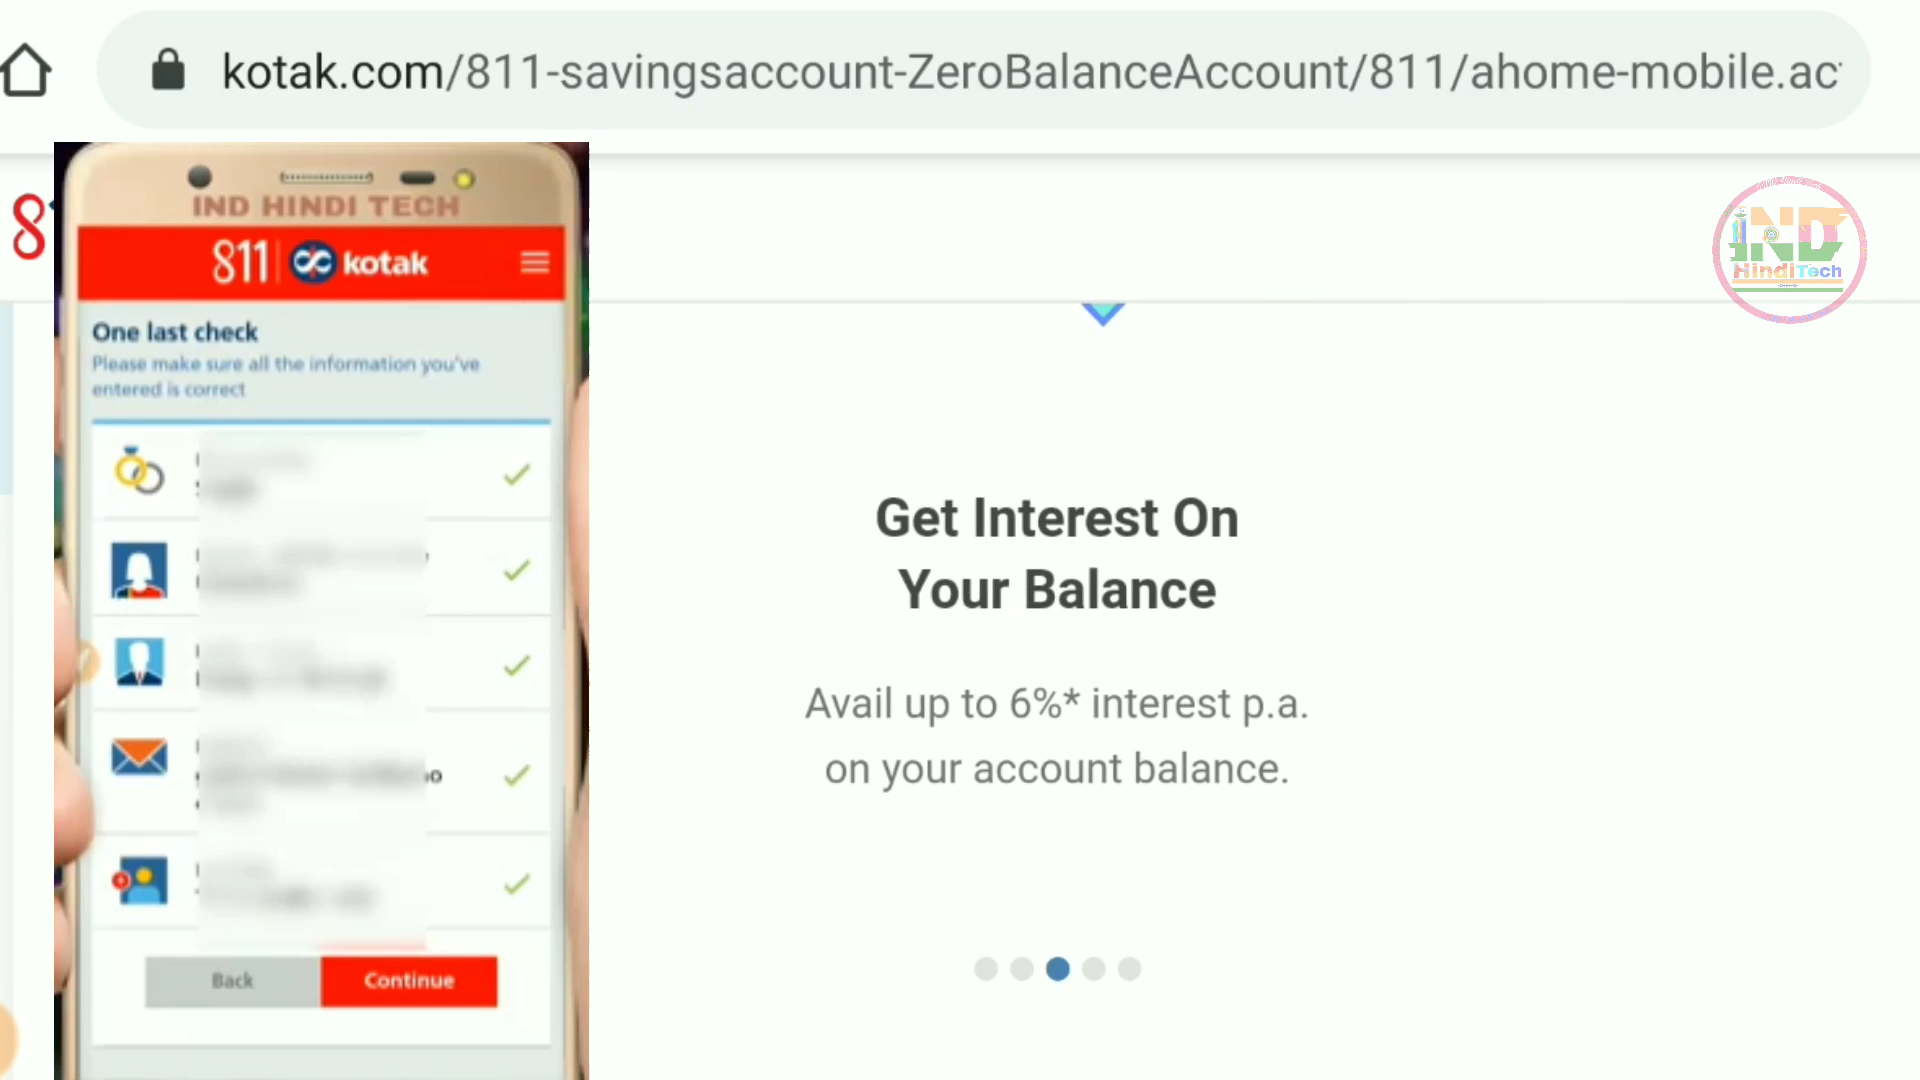 kotak.com/811-savingsaccount-ZeroBalanceAccount/811/ahome-mobile.ac
8
IND HINDI TECH
811 kotak
One last check
Please make sure all the information you've
entered is correct
Back
Continue
IND
HindiTech
Get Interest On
Your Balance
Avail up to 6%* interest p.a.
on your account balance.